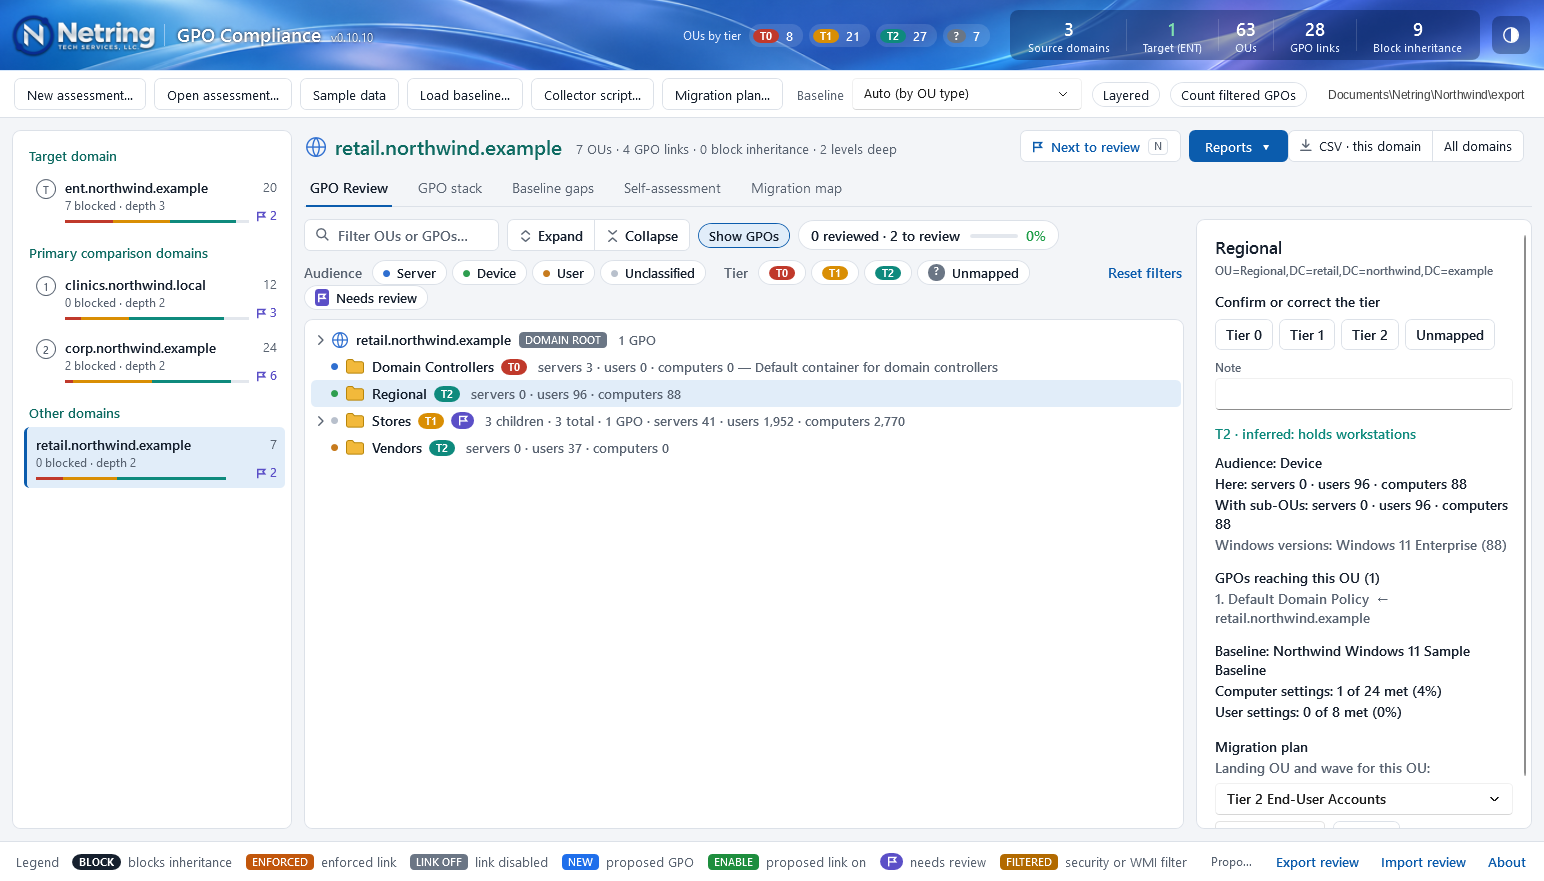 Netring
TECH SERVICES, LLC.
GPO Compliance v0.10.10
OUs by tier T0 8 T1 21 T2 27 ? 7
3 Source domains
1 Target (ENT)
63 OUs
28 GPO links
9 Block inheritance
New assessment... Open assessment... Sample data Load baseline... Collector script... Migration plan... Baseline Auto (by OU type) Layered Count filtered GPOs Documents\Netring\Northwind\export
Target domain
T ent.northwind.example 20
7 blocked · depth 3
2
Primary comparison domains
1 clinics.northwind.local 12
0 blocked · depth 2
3
2 corp.northwind.example 24
2 blocked · depth 2
6
Other domains
retail.northwind.example 7
0 blocked · depth 2
2
retail.northwind.example 7 OUs · 4 GPO links · 0 block inheritance · 2 levels deep
Next to review N Reports ▼ CSV · this domain All domains
GPO Review GPO stack Baseline gaps Self-assessment Migration map
Filter OUs or GPOs... Expand Collapse Show GPOs 0 reviewed · 2 to review 0%
Audience Server Device User Unclassified Tier T0 T1 T2 ? Unmapped Reset filters
Needs review
retail.northwind.example DOMAIN ROOT 1 GPO
Domain Controllers T0 servers 3 · users 0 · computers 0 — Default container for domain controllers
Regional T2 servers 0 · users 96 · computers 88
Stores T1 3 children · 3 total · 1 GPO · servers 41 · users 1,952 · computers 2,770
Vendors T2 servers 0 · users 37 · computers 0
Regional
OU=Regional,DC=retail,DC=northwind,DC=example
Confirm or correct the tier
Tier 0 Tier 1 Tier 2 Unmapped
Note
T2 · inferred: holds workstations
Audience: Device
Here: servers 0 · users 96 · computers 88
With sub-OUs: servers 0 · users 96 · computers
88
Windows versions: Windows 11 Enterprise (88)
GPOs reaching this OU (1)
1. Default Domain Policy ←
retail.northwind.example
Baseline: Northwind Windows 11 Sample
Baseline
Computer settings: 1 of 24 met (4%)
User settings: 0 of 8 met (0%)
Migration plan
Landing OU and wave for this OU:
Tier 2 End-User Accounts
Legend BLOCK blocks inheritance ENFORCED enforced link LINK OFF link disabled NEW proposed GPO ENABLE proposed link on needs review FILTERED security or WMI filter Propo... Export review Import review About